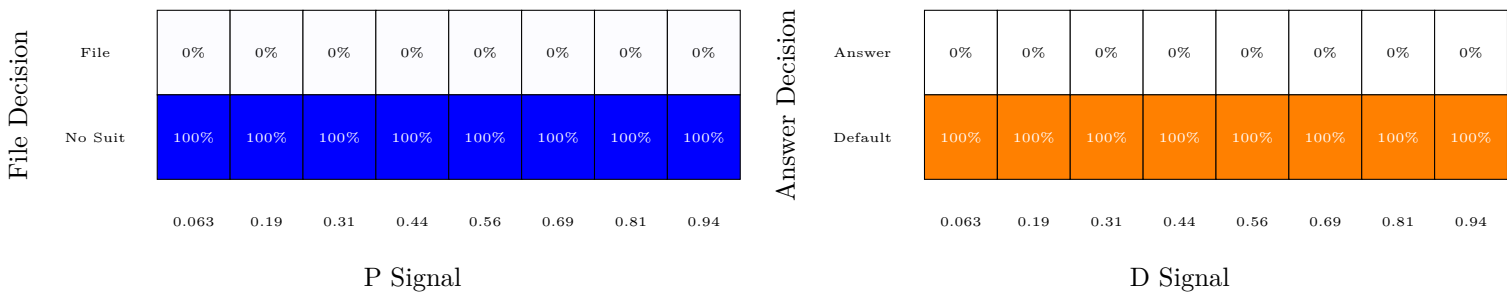 File Decision
File
0% 0% 0% 0% 0% 0% 0% 0%
No Suit
100% 100% 100% 100% 100% 100% 100% 100%
0.063 0.19 0.31 0.44 0.56 0.69 0.81 0.94
P Signal
Answer Decision
Answer
0% 0% 0% 0% 0% 0% 0% 0%
Default
100% 100% 100% 100% 100% 100% 100% 100%
0.063 0.19 0.31 0.44 0.56 0.69 0.81 0.94
D Signal